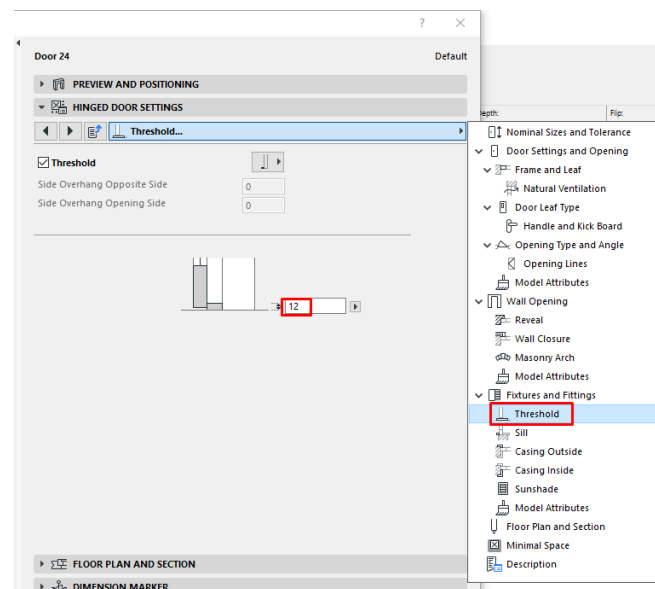 ?
Door 24
Default
PREVIEW AND POSITIONING
HINGED DOOR SETTINGS
Threshold...
Threshold
Side Overhang Opposite Side
0
Side Overhang Opening Side
0
12
FLOOR PLAN AND SECTION
DIMENSION MARKER
Flip:
Nominal Sizes and Tolerance
Door Settings and Opening
Frame and Leaf
Natural Ventilation
Door Leaf Type
Handle and Kick Board
Opening Type and Angle
Opening Lines
Model Attributes
Wall Opening
Reveal
Wall Closure
Masonry Arch
Model Attributes
Fixtures and Fittings
Threshold
Sill
Casing Outside
Casing Inside
Sunshade
Model Attributes
Floor Plan and Section
Minimal Space
Description